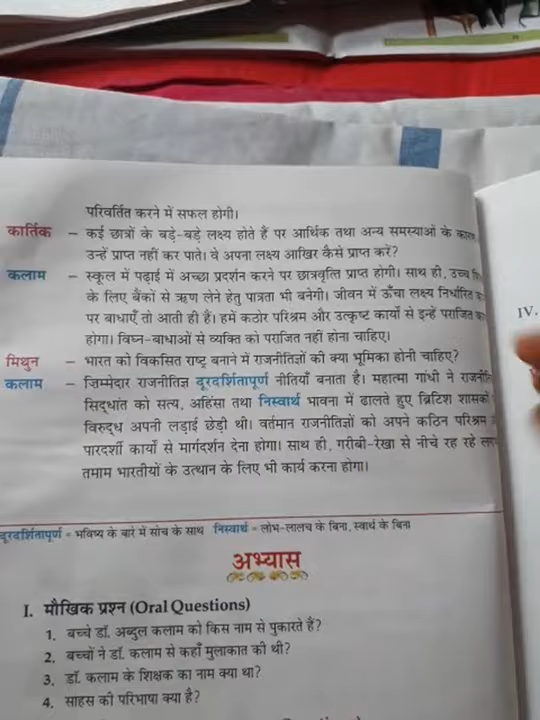 परिवर्तित करने में सफल होगी।
कार्तिक – कई छात्रों के बड़े-बड़े लक्ष्य होते हैं पर आर्थिक तथा अन्य समस्याओं के कारण
उन्हें प्राप्त नहीं कर पाते। वे अपना लक्ष्य आखिर कैसे प्राप्त करें?
कलाम – स्कूल में पढ़ाई में अच्छा प्रदर्शन करने पर छात्रवृत्ति प्राप्त होगी। साथ ही, उच्च
के लिए बैंकों से ऋण लेने हेतु पात्रता भी बनेगी। जीवन में ऊँचा लक्ष्य निर्धारित
पर बाधाएँ तो आती ही हैं। हमें कठोर परिश्रम और उत्कृष्ट कार्यों से इन्हें पराजित
होगा। विघ्न-बाधाओं से व्यक्ति को पराजित नहीं होना चाहिए।
मिथुन – भारत को विकसित राष्ट्र बनाने में राजनीतिज्ञों की क्या भूमिका होनी चाहिए?
कलाम – ज़िम्मेदार राजनीतिज्ञ दूरदर्शितापूर्ण नीतियाँ बनाता है। महात्मा गांधी ने
सिद्धांत को सत्य, अहिंसा तथा निस्वार्थ भावना में ढालते हुए ब्रिटिश शासकों
विरुद्ध अपनी लड़ाई छेड़ी थी। वर्तमान राजनीतिज्ञों को अपने कठिन परिश्रम
पारदर्शी कार्यों से मार्गदर्शन देना होगा। साथ ही, गरीबी-रेखा से नीचे रह रहे
तमाम भारतीयों के उत्थान के लिए भी कार्य करना होगा।
दूरदर्शितापूर्ण = भविष्य के बारे में सोच के साथ निस्वार्थ = लोभ-लालच के बिना, स्वार्थ के बिना
अभ्यास
I. मौखिक प्रश्न (Oral Questions)
1. बच्चे डॉ. अब्दुल कलाम को किस नाम से पुकारते हैं?
2. बच्चों ने डॉ. कलाम से कहाँ मुलाकात की थी?
3. डॉ. कलाम के शिक्षक का नाम क्या था?
4. साहस की परिभाषा क्या है?
IV.